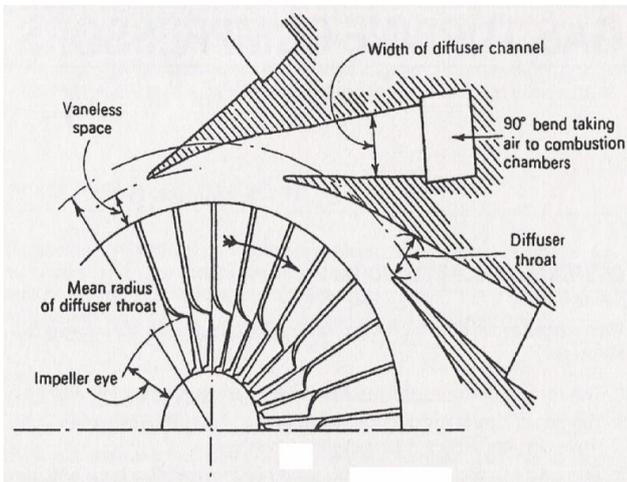 Width of diffuser channel
Vaneless
space
90° bend taking
air to combustion
chambers
Diffuser
throat
Mean radius
of diffuser throat
Impeller eye